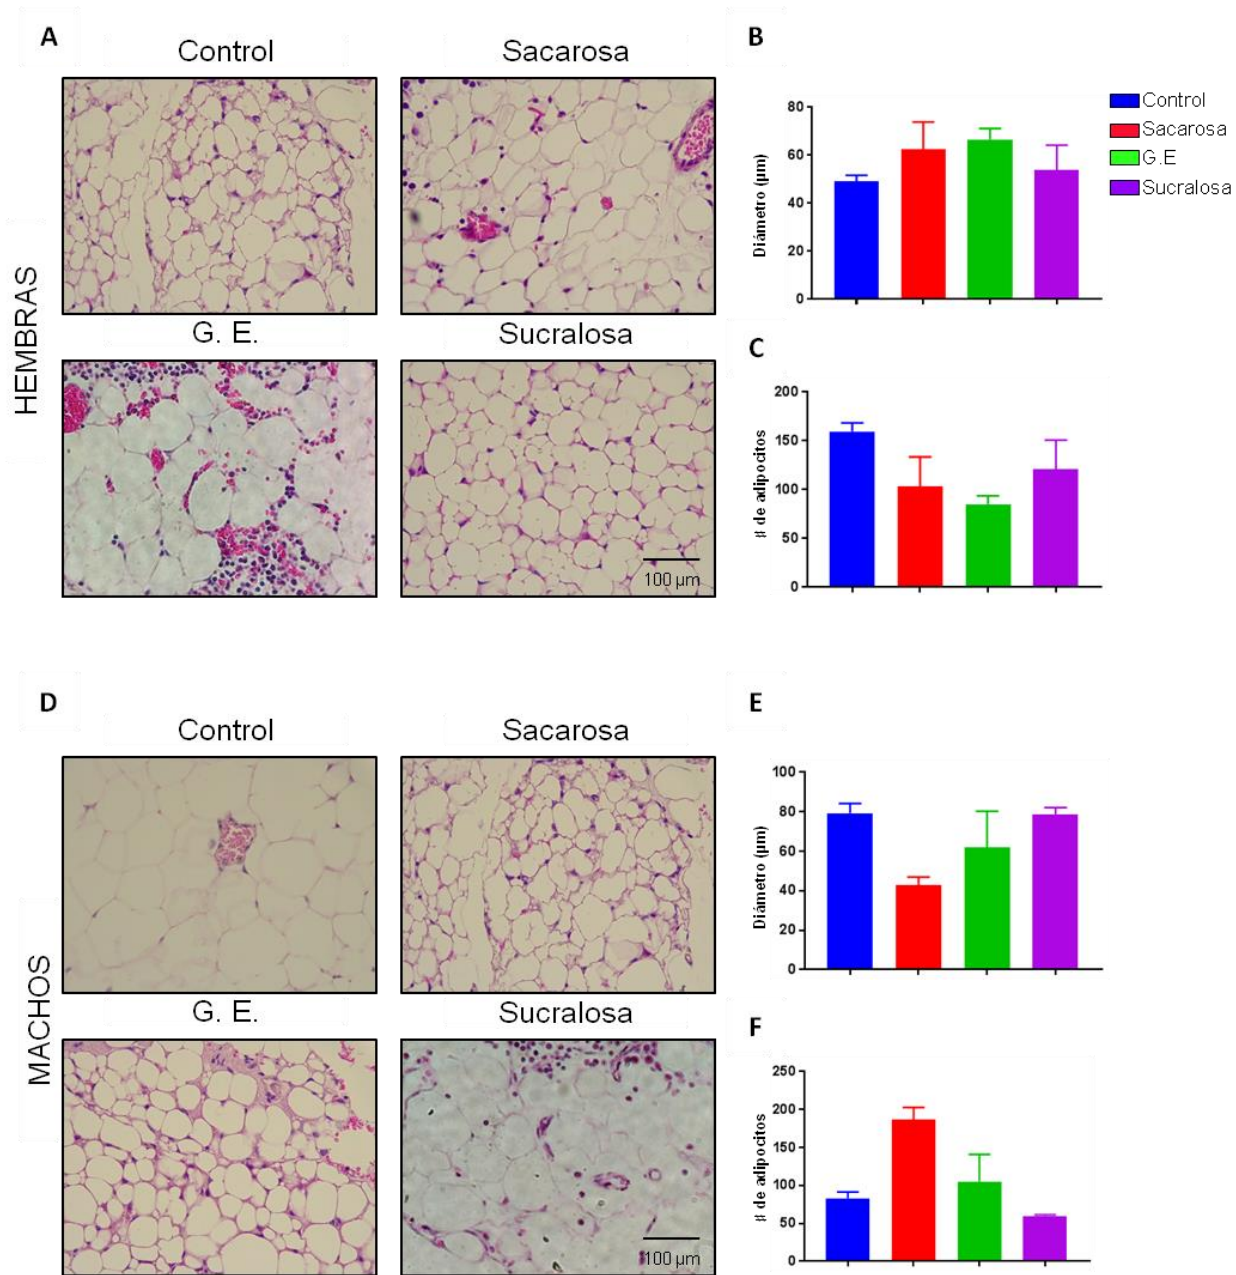 A
Control
Sacarosa
HEMBRAS
G. E.
Sucralosa
100 µm
B
Diámetro (µm)
80
60
40
20
0
Control
Sacarosa
G.E
Sucralosa
C
# de adipocitos
200
150
100
50
0
D
Control
Sacarosa
MACHOS
G. E.
Sucralosa
100 µm
E
Diámetro (µm)
100
80
60
40
20
0
F
# de adipocitos
250
200
150
100
50
0